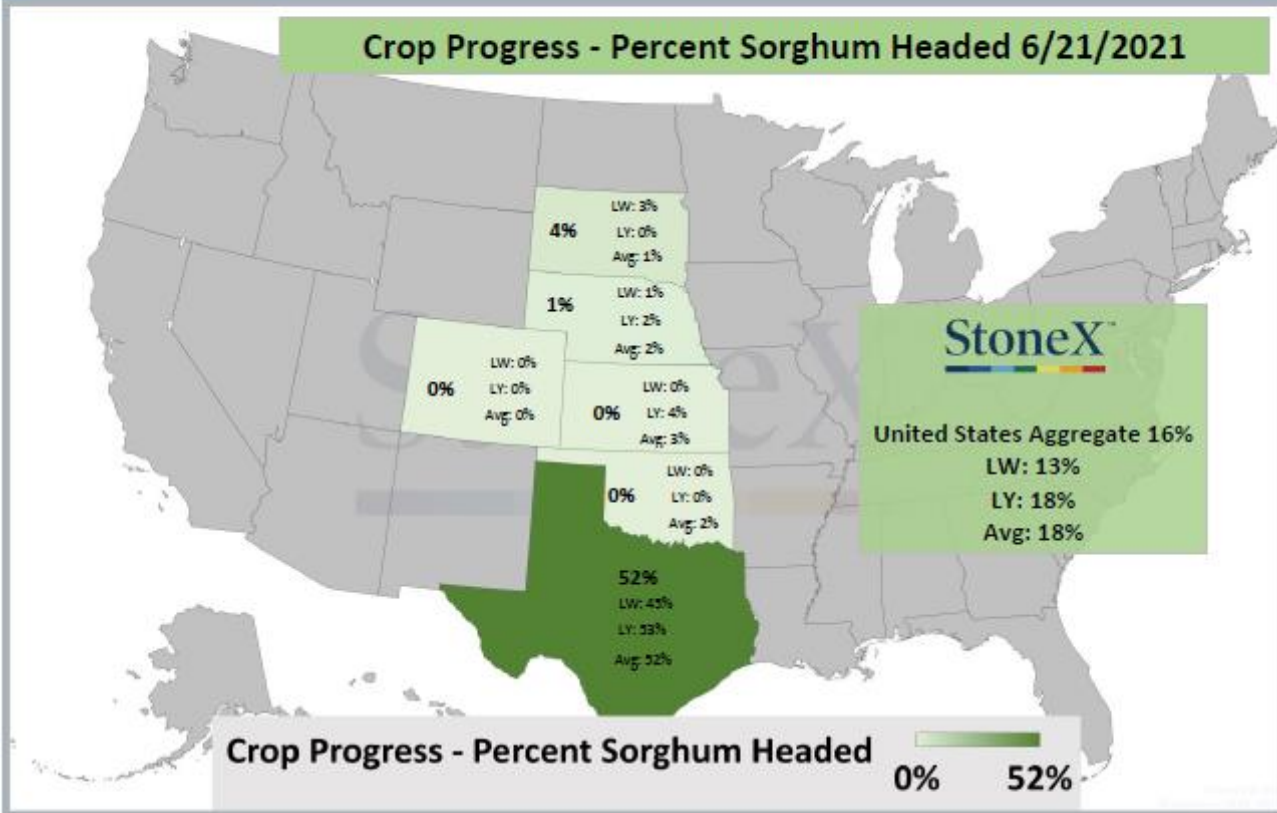 Crop Progress - Percent Sorghum Headed 6/21/2021
4%
LW: 3%
LY: 0%
Avg: 1%
1%
LW: 1%
LY: 2%
Avg: 2%
0%
LW: 0%
LY: 0%
Avg: 0%
0%
LW: 0%
LY: 4%
Avg: 3%
0%
LW: 0%
LY: 0%
Avg: 2%
52%
LW: 45%
LY: 53%
Avg: 52%
StoneX™
United States Aggregate 16%
LW: 13%
LY: 18%
Avg: 18%
StoneX
Crop Progress - Percent Sorghum Headed
0% 52%